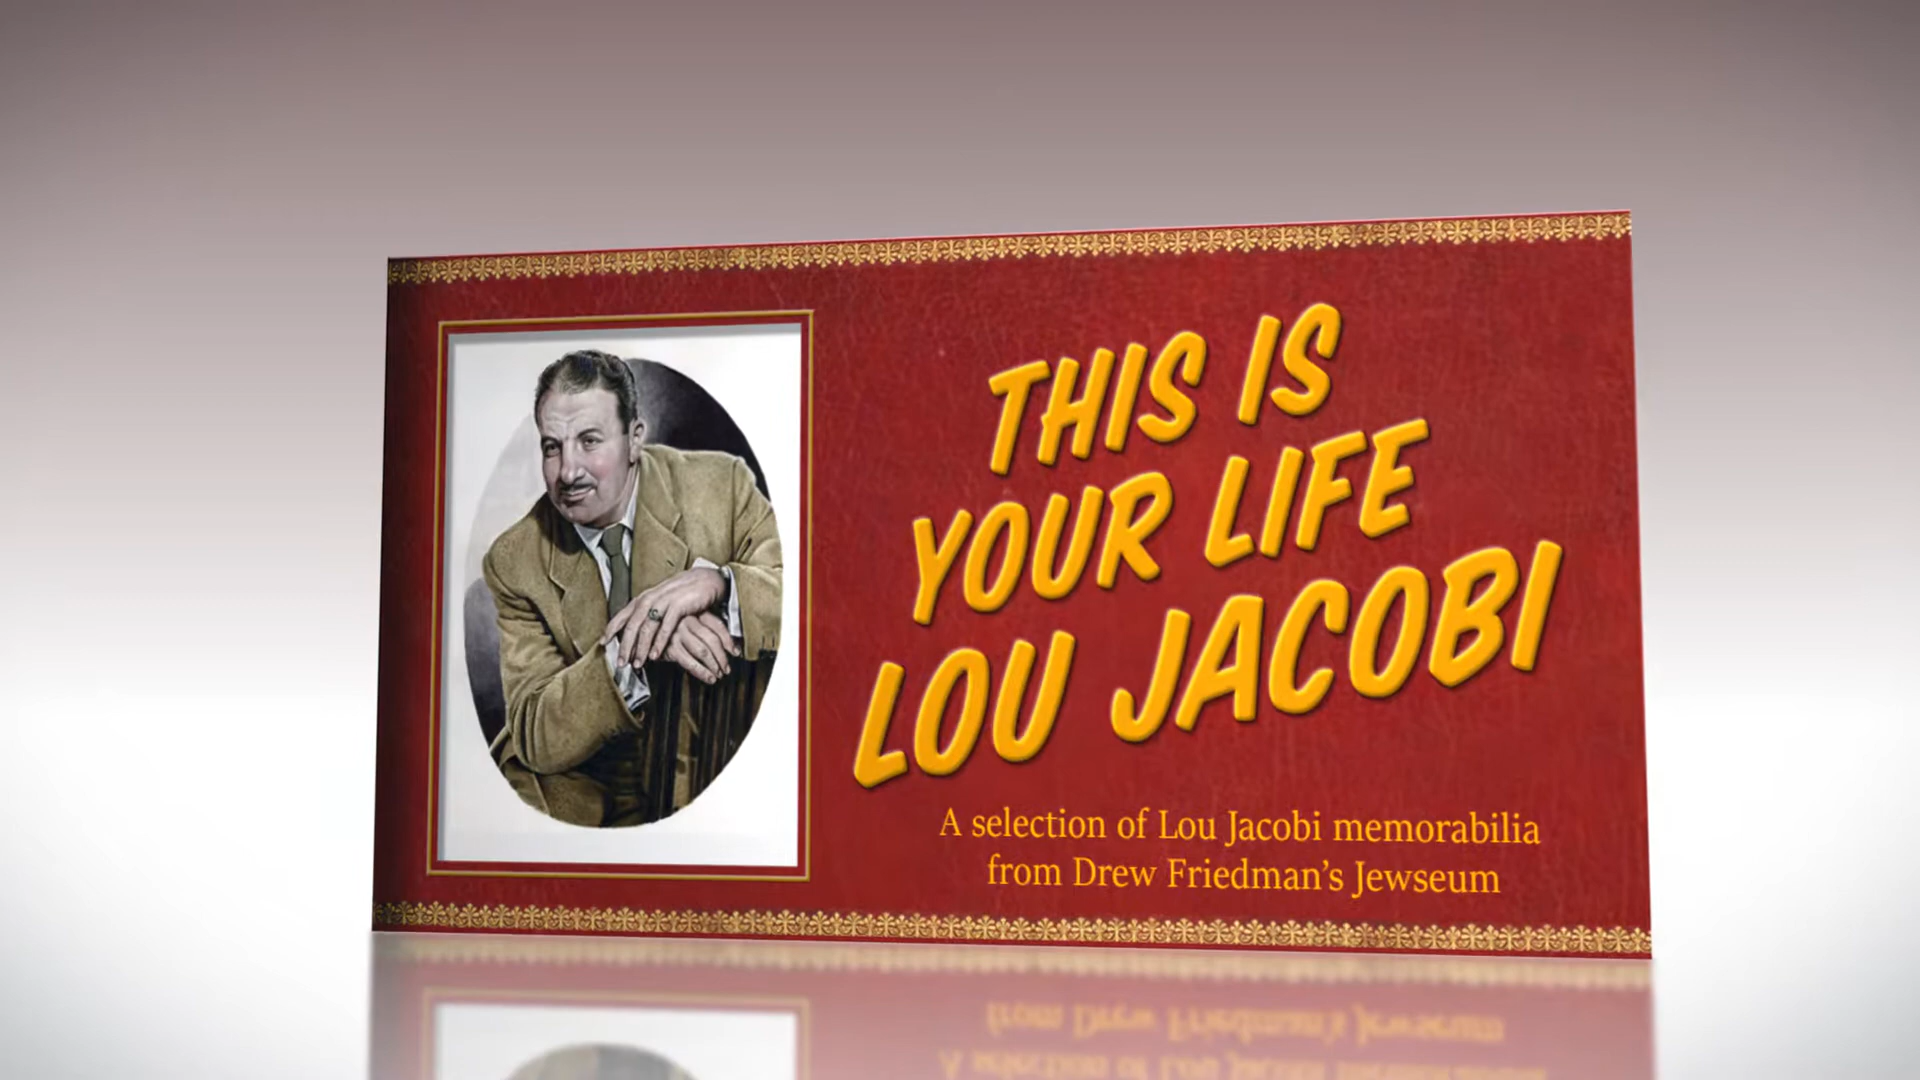 THIS IS
YOUR LIFE
LOU JACOBI
A selection of Lou Jacobi memorabilia
from Drew Friedman's Jewseum